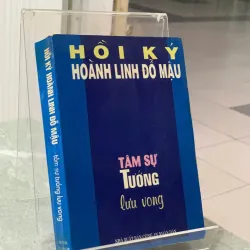 HỒI KÝ
HOÀNH LINH ĐỖ MẬU
TÂM SỰ
TƯỚNG
lưu vong
HỒI KÝ HOÀNH LINH ĐỖ MẬU
tâm sự tướng lưu vong